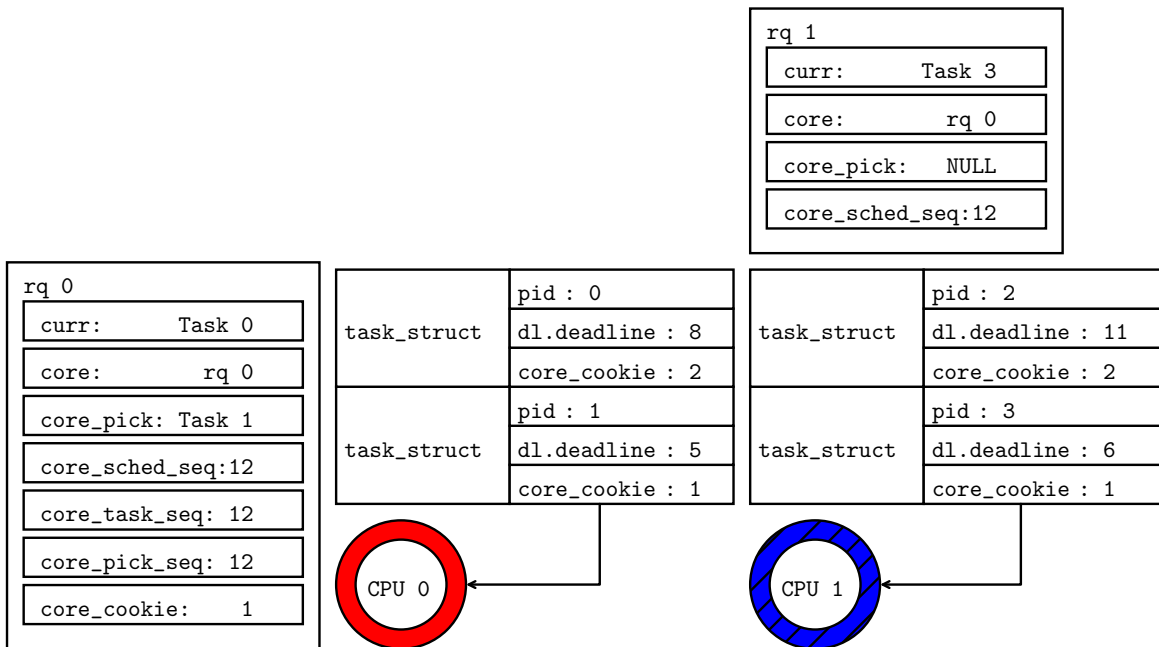 rq 1
curr: Task 3
core: rq 0
core_pick: NULL
core_sched_seq:12
rq 0
curr: Task 0
core: rq 0
core_pick: Task 1
core_sched_seq:12
core_task_seq: 12
core_pick_seq: 12
core_cookie: 1
task_struct
pid : 0
dl.deadline : 8
core_cookie : 2
task_struct
pid : 1
dl.deadline : 5
core_cookie : 1
CPU 0
task_struct
pid : 2
dl.deadline : 11
core_cookie : 2
task_struct
pid : 3
dl.deadline : 6
core_cookie : 1
CPU 1